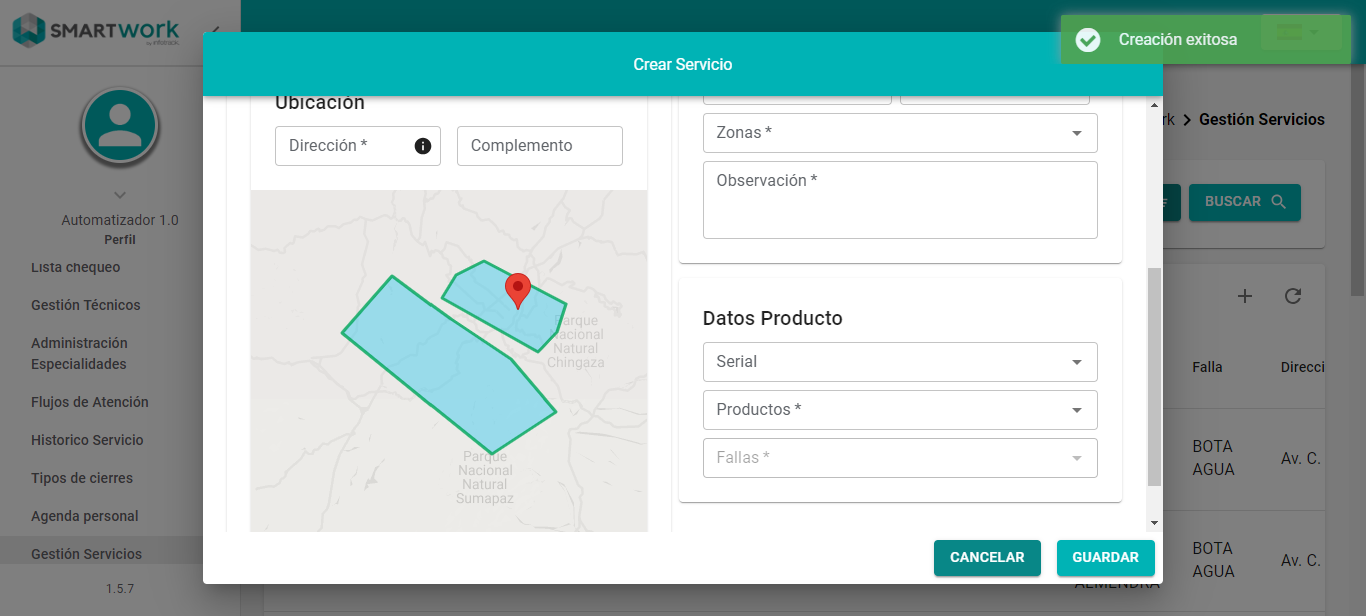 SMARTWORK
by infotrack
Automatizador 1.0
Perfil
Lista chequeo
Gestión Técnicos
Administración
Especialidades
Flujos de Atención
Historico Servicio
Tipos de cierres
Agenda personal
Gestión Servicios
1.5.7
Crear Servicio
Creación exitosa
rk > Gestión Servicios
BUSCAR
Ubicación
Dirección *
Complemento
Parque
Nacional
Natural
Chingaza
Parque
Nacional
Natural
Sumapaz
Zonas *
Observación *
Datos Producto
Serial
Productos *
Fallas *
CANCELAR
GUARDAR
Falla
Direcci
BOTA
AGUA
Av. C.
BOTA
AGUA
Av. C.
ALMENDRA